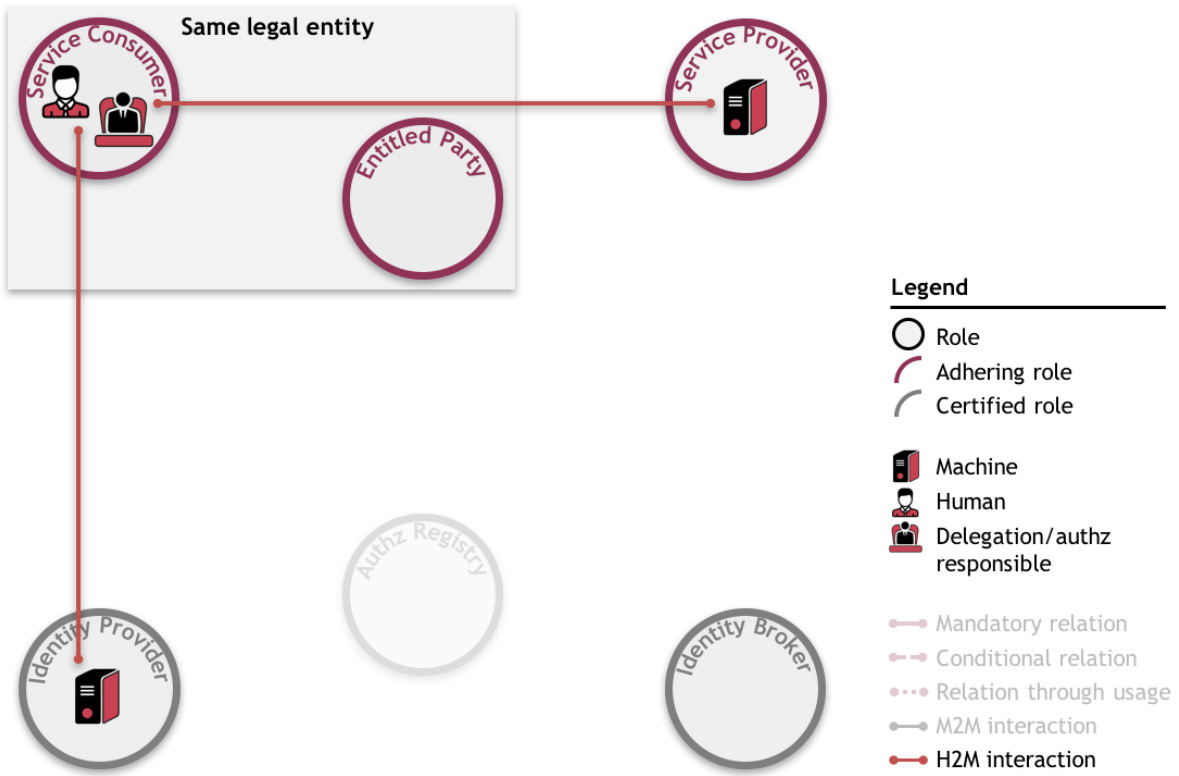 Same legal entity
Service Consumer
Service Provider
Entitled Party
Legend
Role
Adhering role
Certified role
Machine
Human
Delegation/authz
responsible
Authz Registry
Identity Provider
Identity Broker
Mandatory relation
Conditional relation
Relation through usage
M2M interaction
H2M interaction